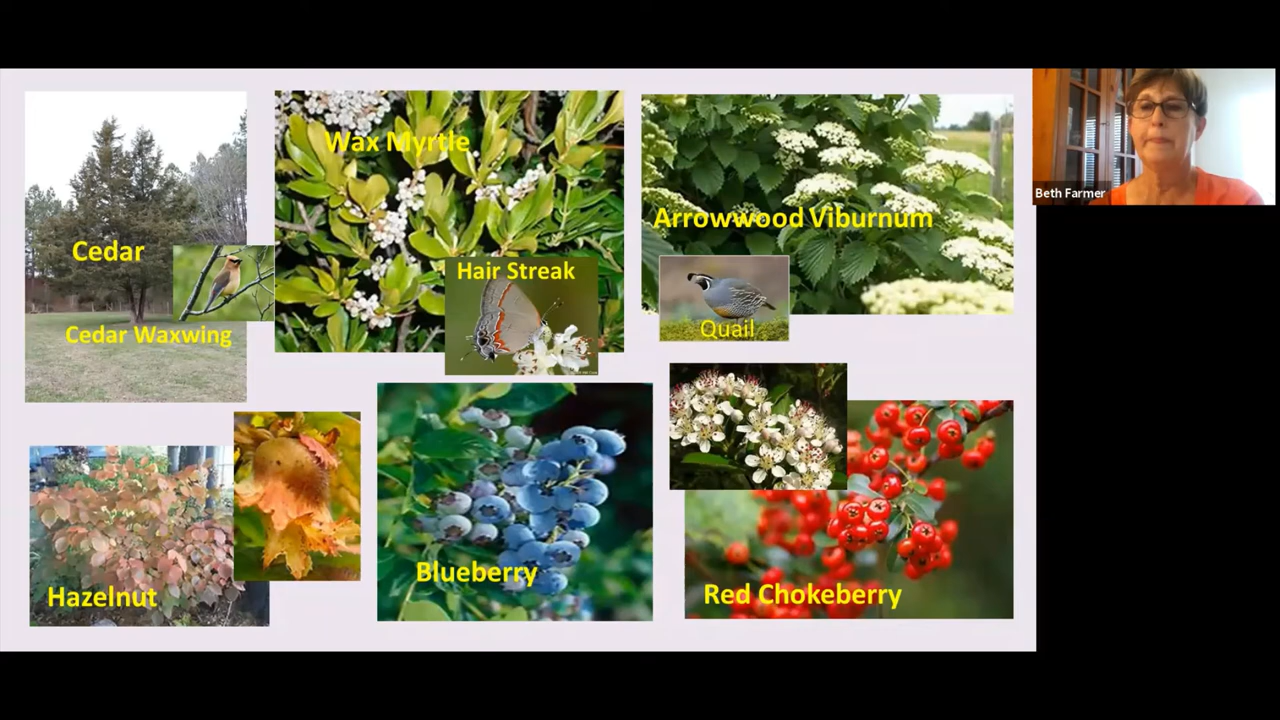 Cedar
Cedar Waxwing
Wax Myrtle
Hair Streak
Arrowwood Viburnum
Quail
Beth Farmer
Hazelnut
Blueberry
Red Chokeberry